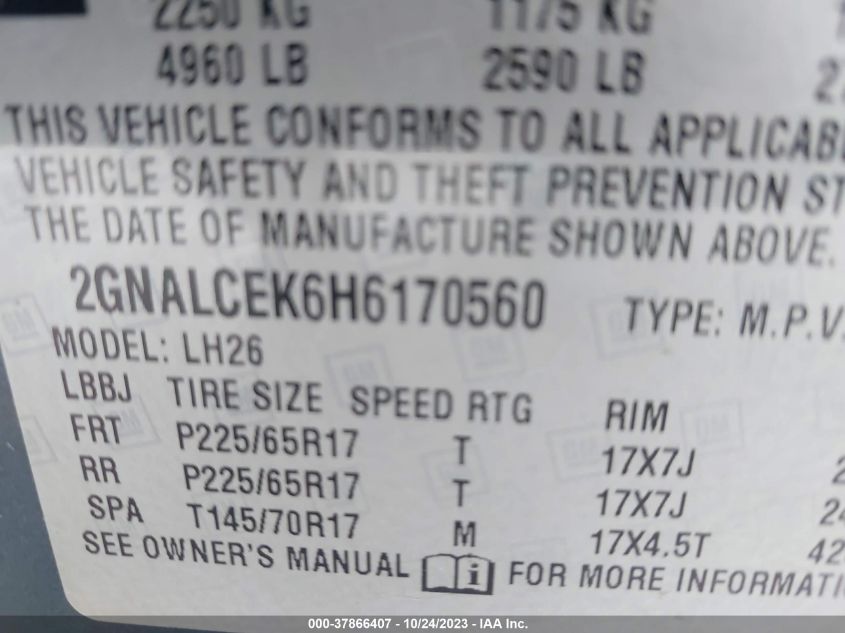 2250 KG 1175 KG
4960 LB 2590 LB
THIS VEHICLE CONFORMS TO ALL
VEHICLE SAFETY AND THEFT PREVENTION
THE DATE OF MANUFACTURE SHOWN ABOVE.
2GNALCEK6H6170560 TYPE: M.P.V.
MODEL: LH26
LBBJ TIRE SIZE SPEED RTG RIM
FRT P225/65R17 T 17X7J
RR P225/65R17 T 17X7J
SPA T145/70R17 M 17X4.5T
SEE OWNER'S MANUAL i FOR MORE
000-37866407 - 10/24/2023 - IAA Inc.